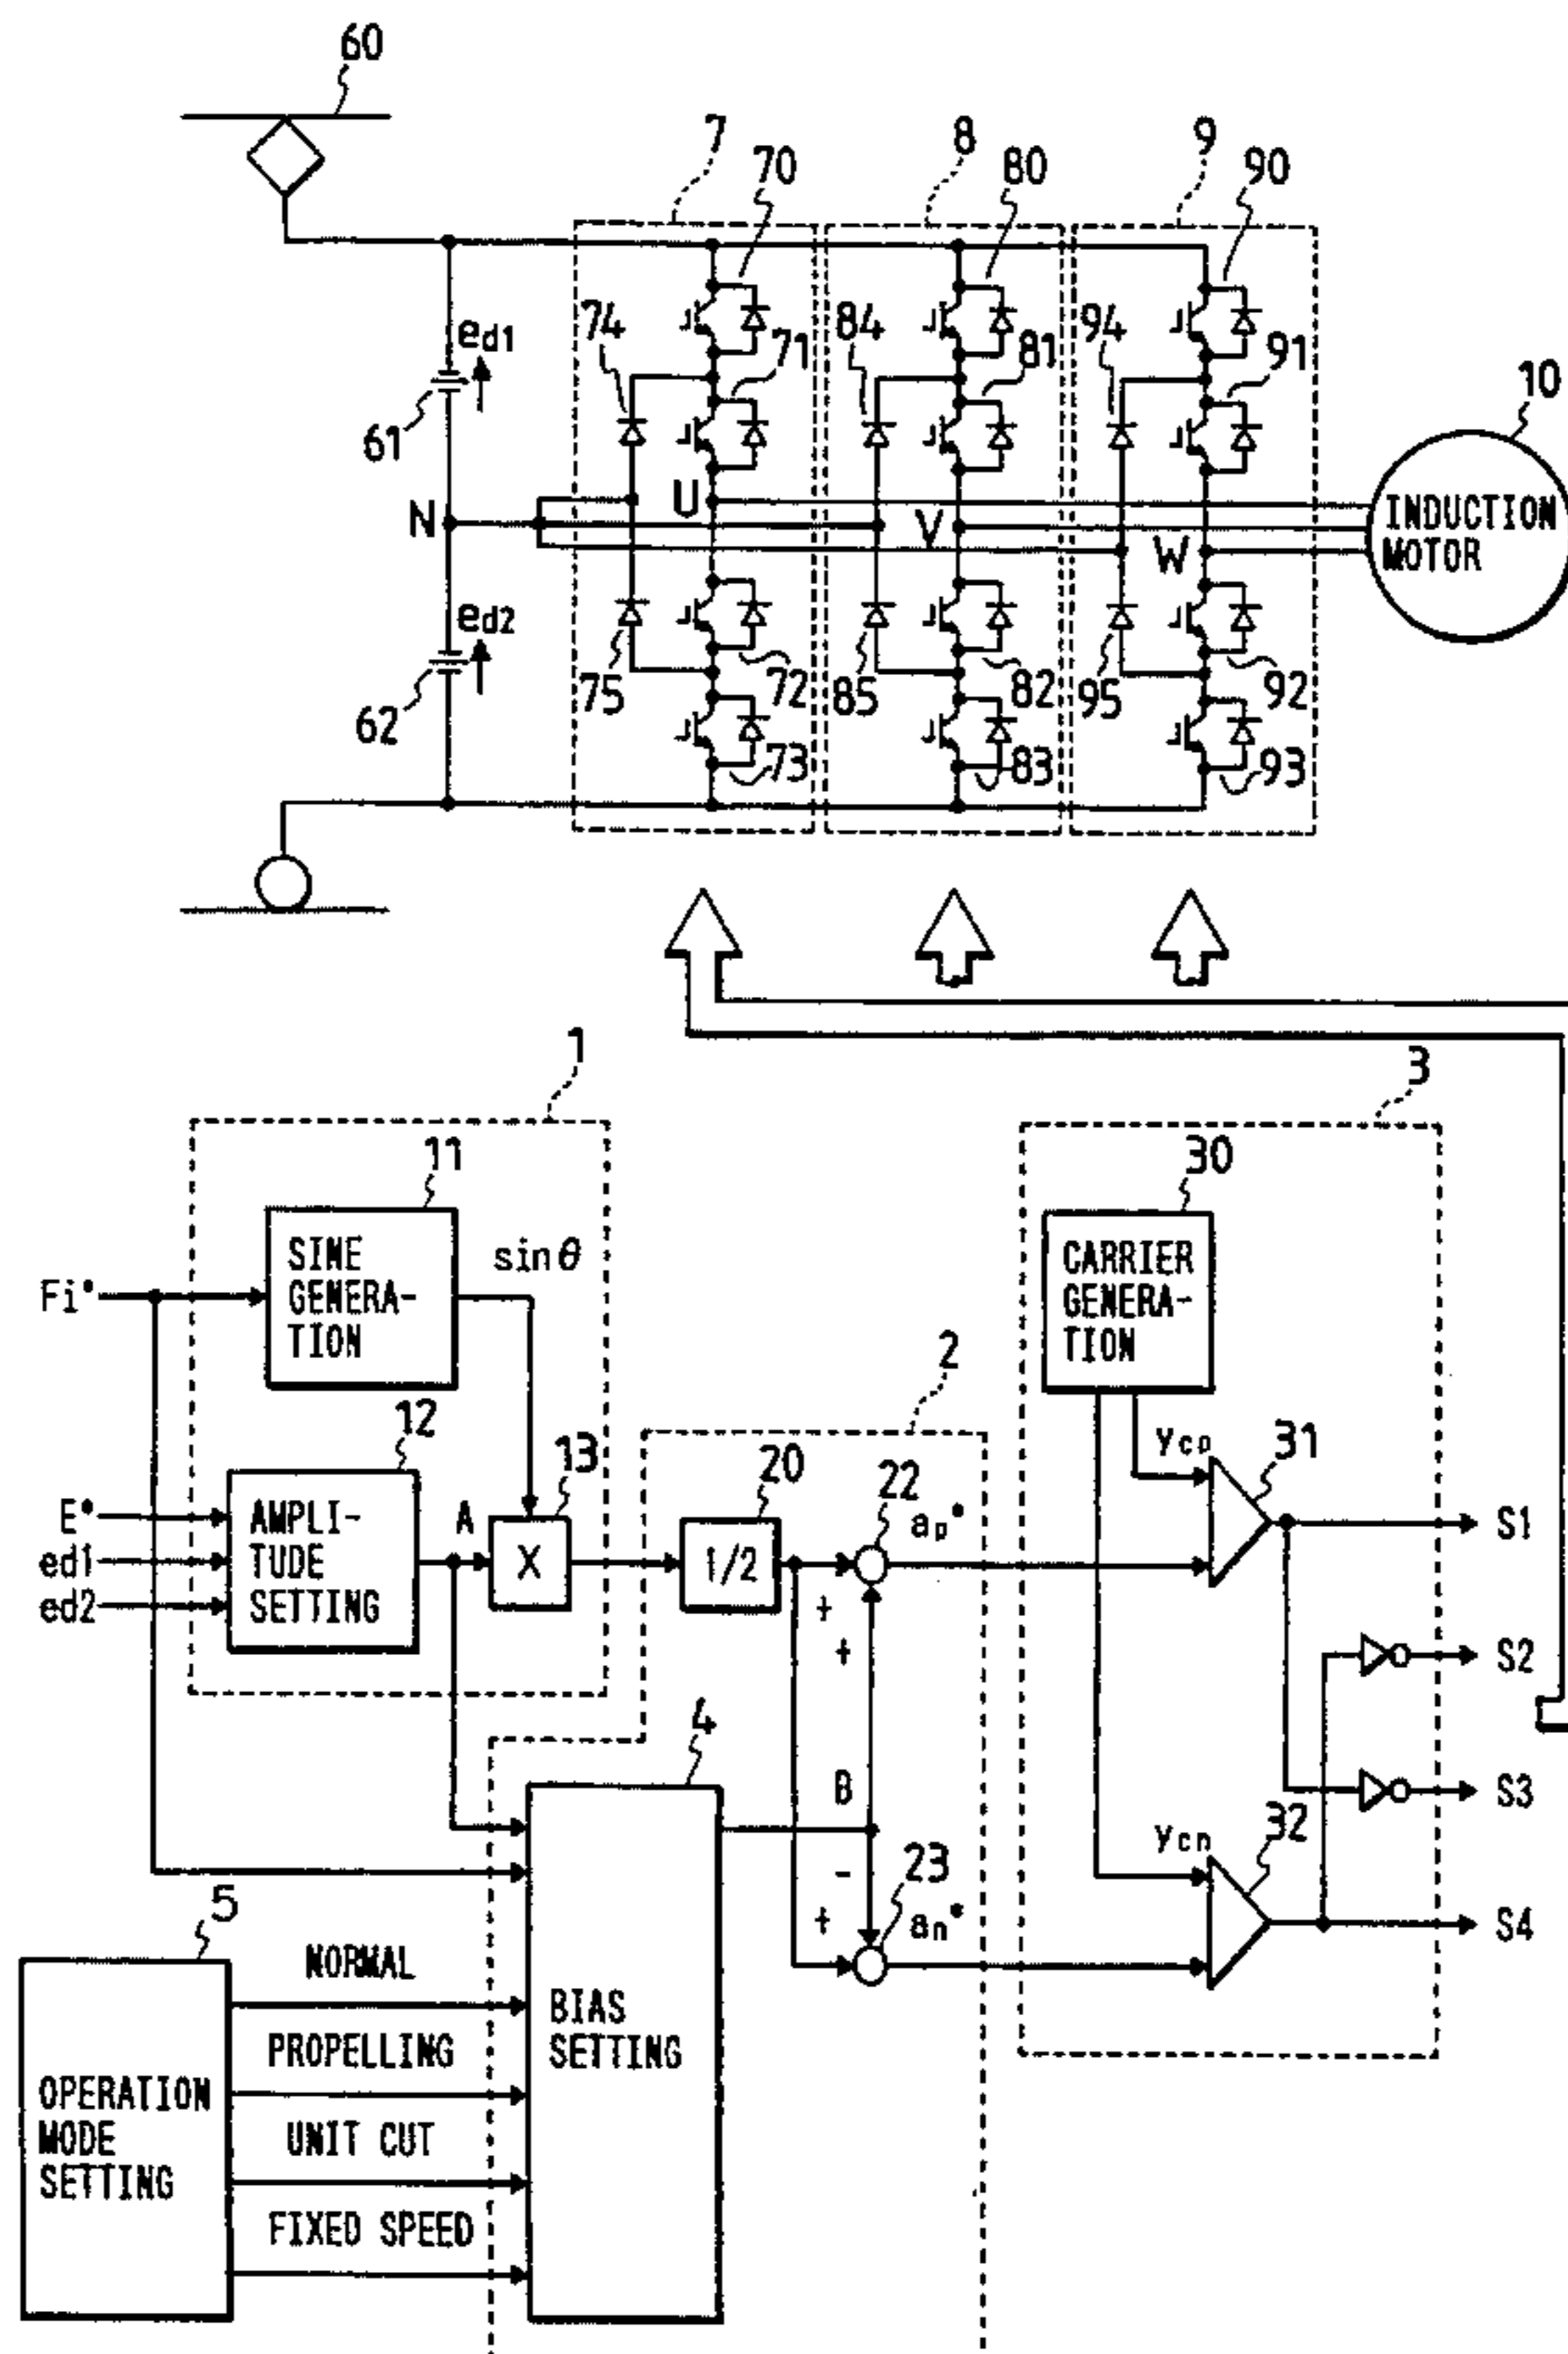 60
7
8
9
70
80
90
ed1
74
71
84
81
94
91
10
61
N
U
V
W
INDUCTION
MOTOR
ed2
62
75
72
85
82
95
92
73
83
93
1
3
11
30
SINE
GENERA-
TION
sinθ
CARRIER
GENERA-
TION
Fi*
2
12
13
20
22
ycp
31
E*
ed1
ed2
AMPLI-
TUDE
SETTING
A
X
1/2
ap*
S1
+
+
S2
4
B
S3
32
5
-
23
ycn
+
an*
S4
NORMAL
BIAS
SETTING
PROPELLING
OPERATION
MODE
SETTING
UNIT CUT
FIXED SPEED